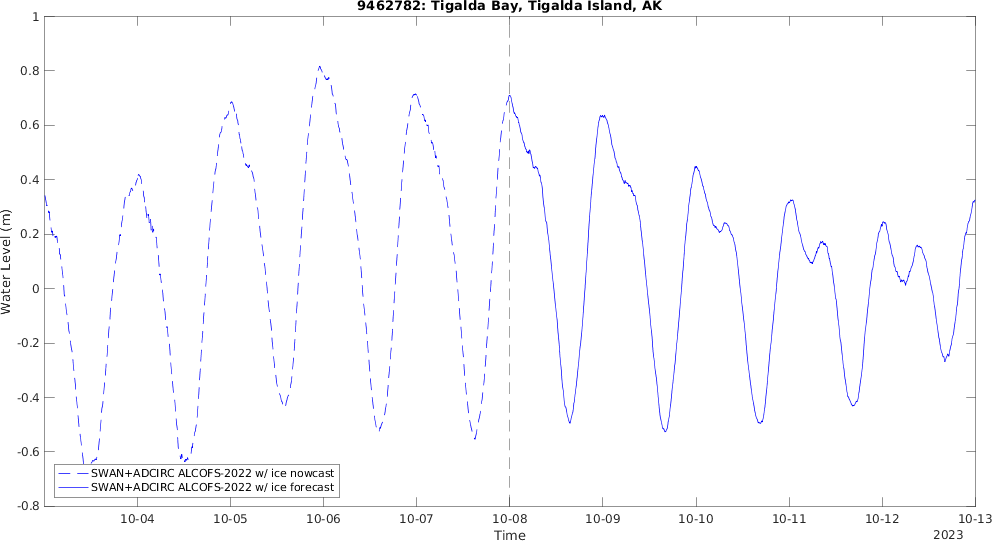 9462782: Tigalda Bay, Tigalda Island, AK
1
0.8
0.6
0.4
0.2
0
-0.2
-0.4
-0.6
-0.8
Water Level (m)
SWAN+ADCIRC ALCOFS-2022 w/ ice nowcast
SWAN+ADCIRC ALCOFS-2022 w/ ice forecast
10-04 10-05 10-06 10-07 10-08 10-09 10-10 10-11 10-12 10-13
Time
2023